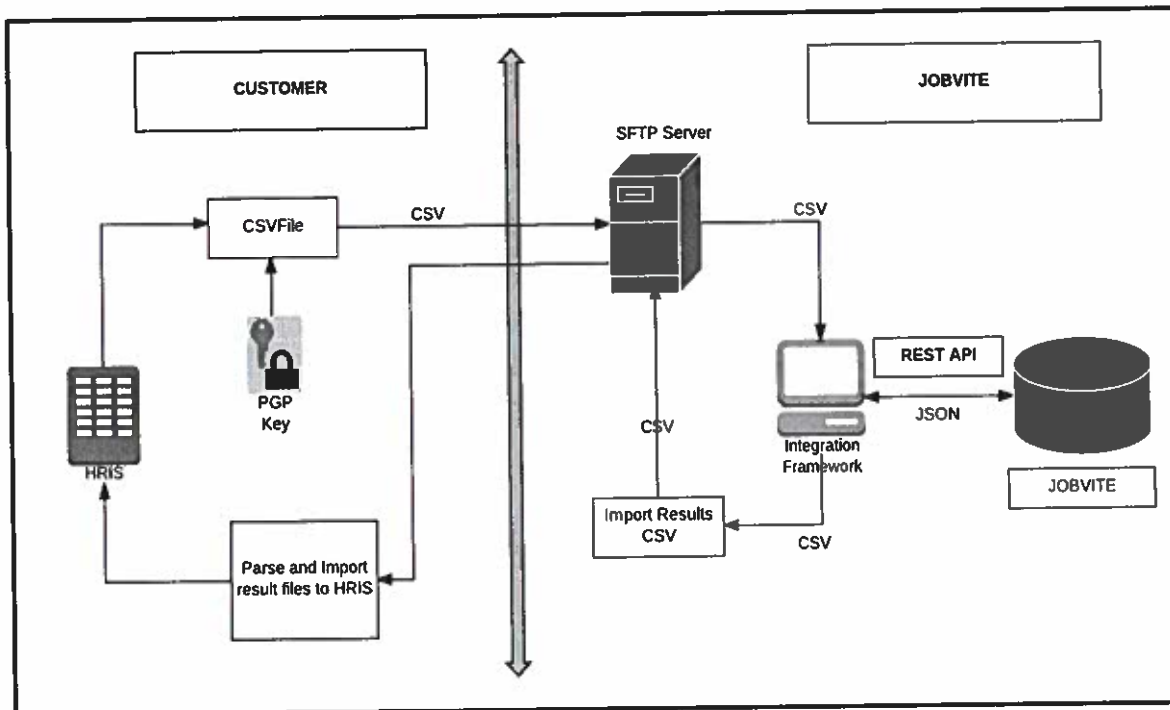 CUSTOMER
JOBVITE
SFTP Server
CSVFile
CSV
CSV
PGP
Key
HRIS
REST API
JSON
Integration
Framework
JOBVITE
CSV
Import Results
CSV
CSV
Parse and Import
result files to HRIS